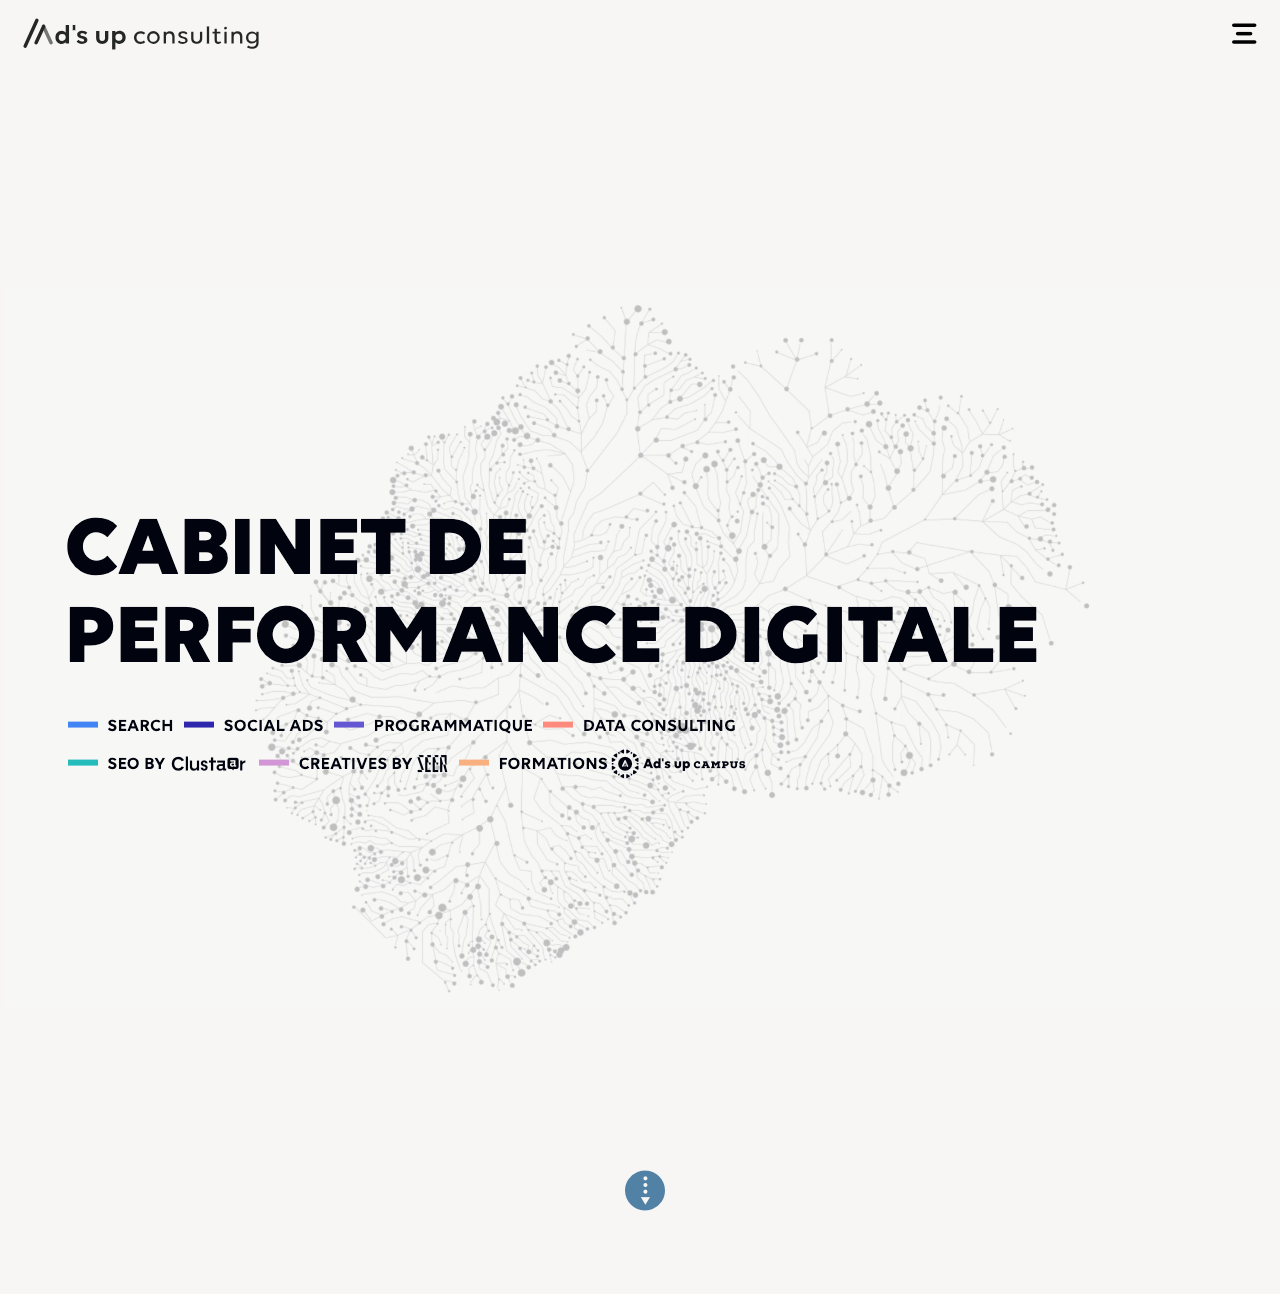 Ad's up consulting
CABINET DE
PERFORMANCE DIGITALE
SEARCH SOCIAL ADS PROGRAMMATIQUE DATA CONSULTING
SEO BY Clustaar CREATIVES BY SEEN FORMATIONS Ad's up CAMPUS